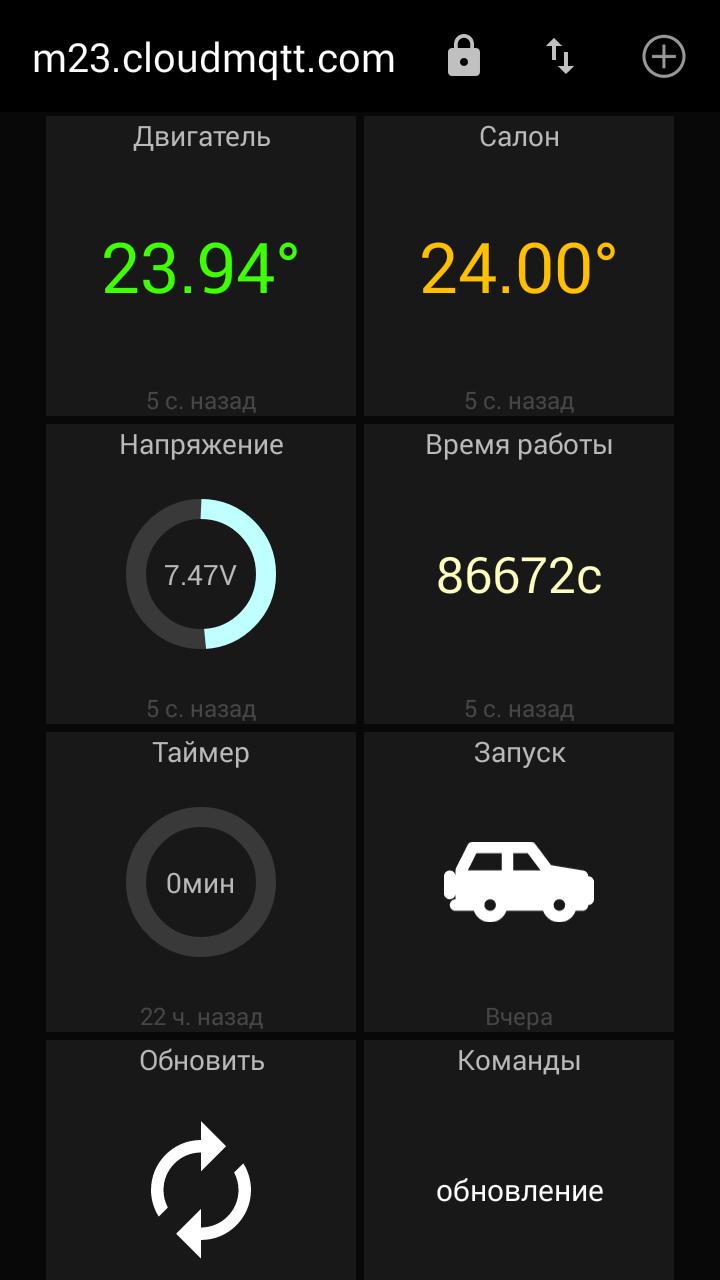 m23.cloudmqtt.com
Двигатель
Салон
23.94°
24.00°
5 с. назад
5 с. назад
Напряжение
Время работы
7.47V
86672с
5 с. назад
5 с. назад
Таймер
Запуск
0мин
22 ч. назад
Вчера
Обновить
Команды
обновление